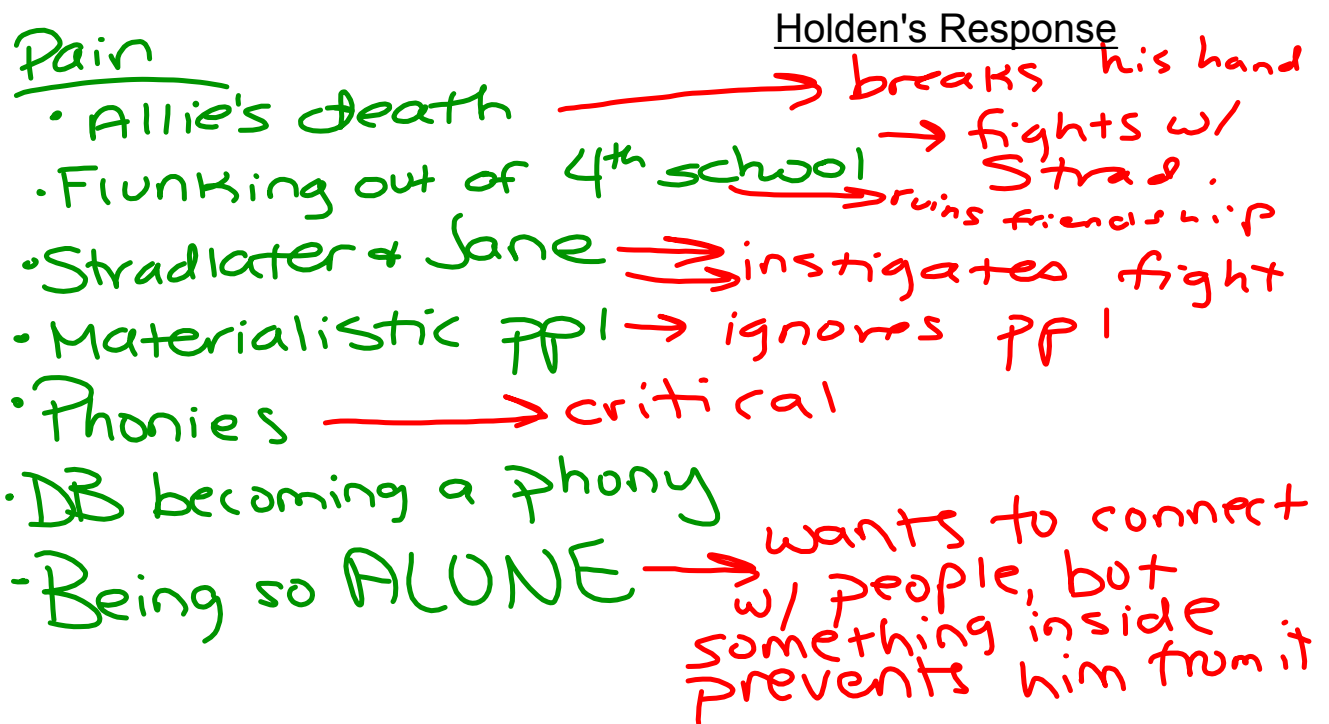 Holden's Response
Pain
• Allie's death → breaks his hand
→ fights w/
Strad.
• Flunking out of 4th school
→ ruins friendship
• Stradlater & Jane → instigates fight
• Materialistic ppl → ignores ppl
• Phonies → critical
• DB becoming a phony
- Being so ALONE → wants to connect
w/ people, but
something inside
prevents him from it